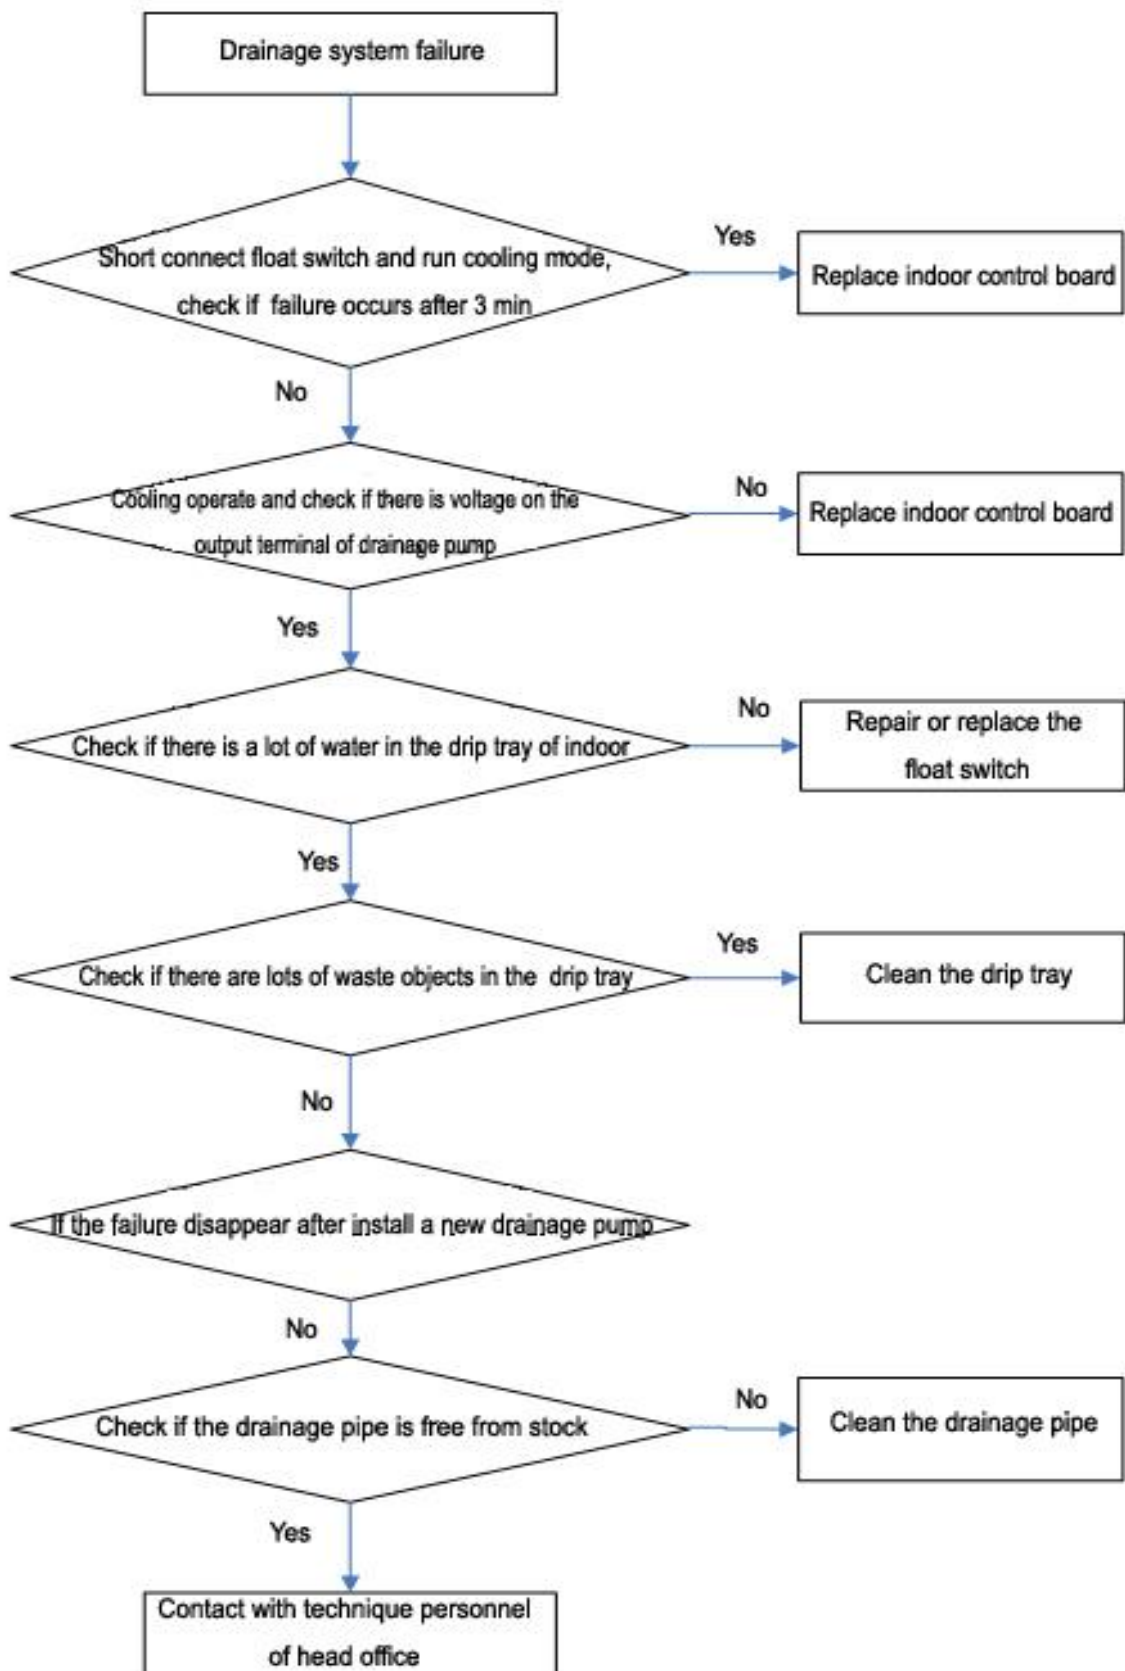 Drainage system failure
Short connect float switch and run cooling mode,
check if failure occurs after 3 min
Yes
Replace indoor control board
No
Cooling operate and check if there is voltage on the
output terminal of drainage pump
No
Replace indoor control board
Yes
Check if there is a lot of water in the drip tray of indoor
No
Repair or replace the
float switch
Yes
Check if there are lots of waste objects in the drip tray
Yes
Clean the drip tray
No
If the failure disappear after install a new drainage pump
No
Check if the drainage pipe is free from stock
No
Clean the drainage pipe
Yes
Contact with technique personnel
of head office